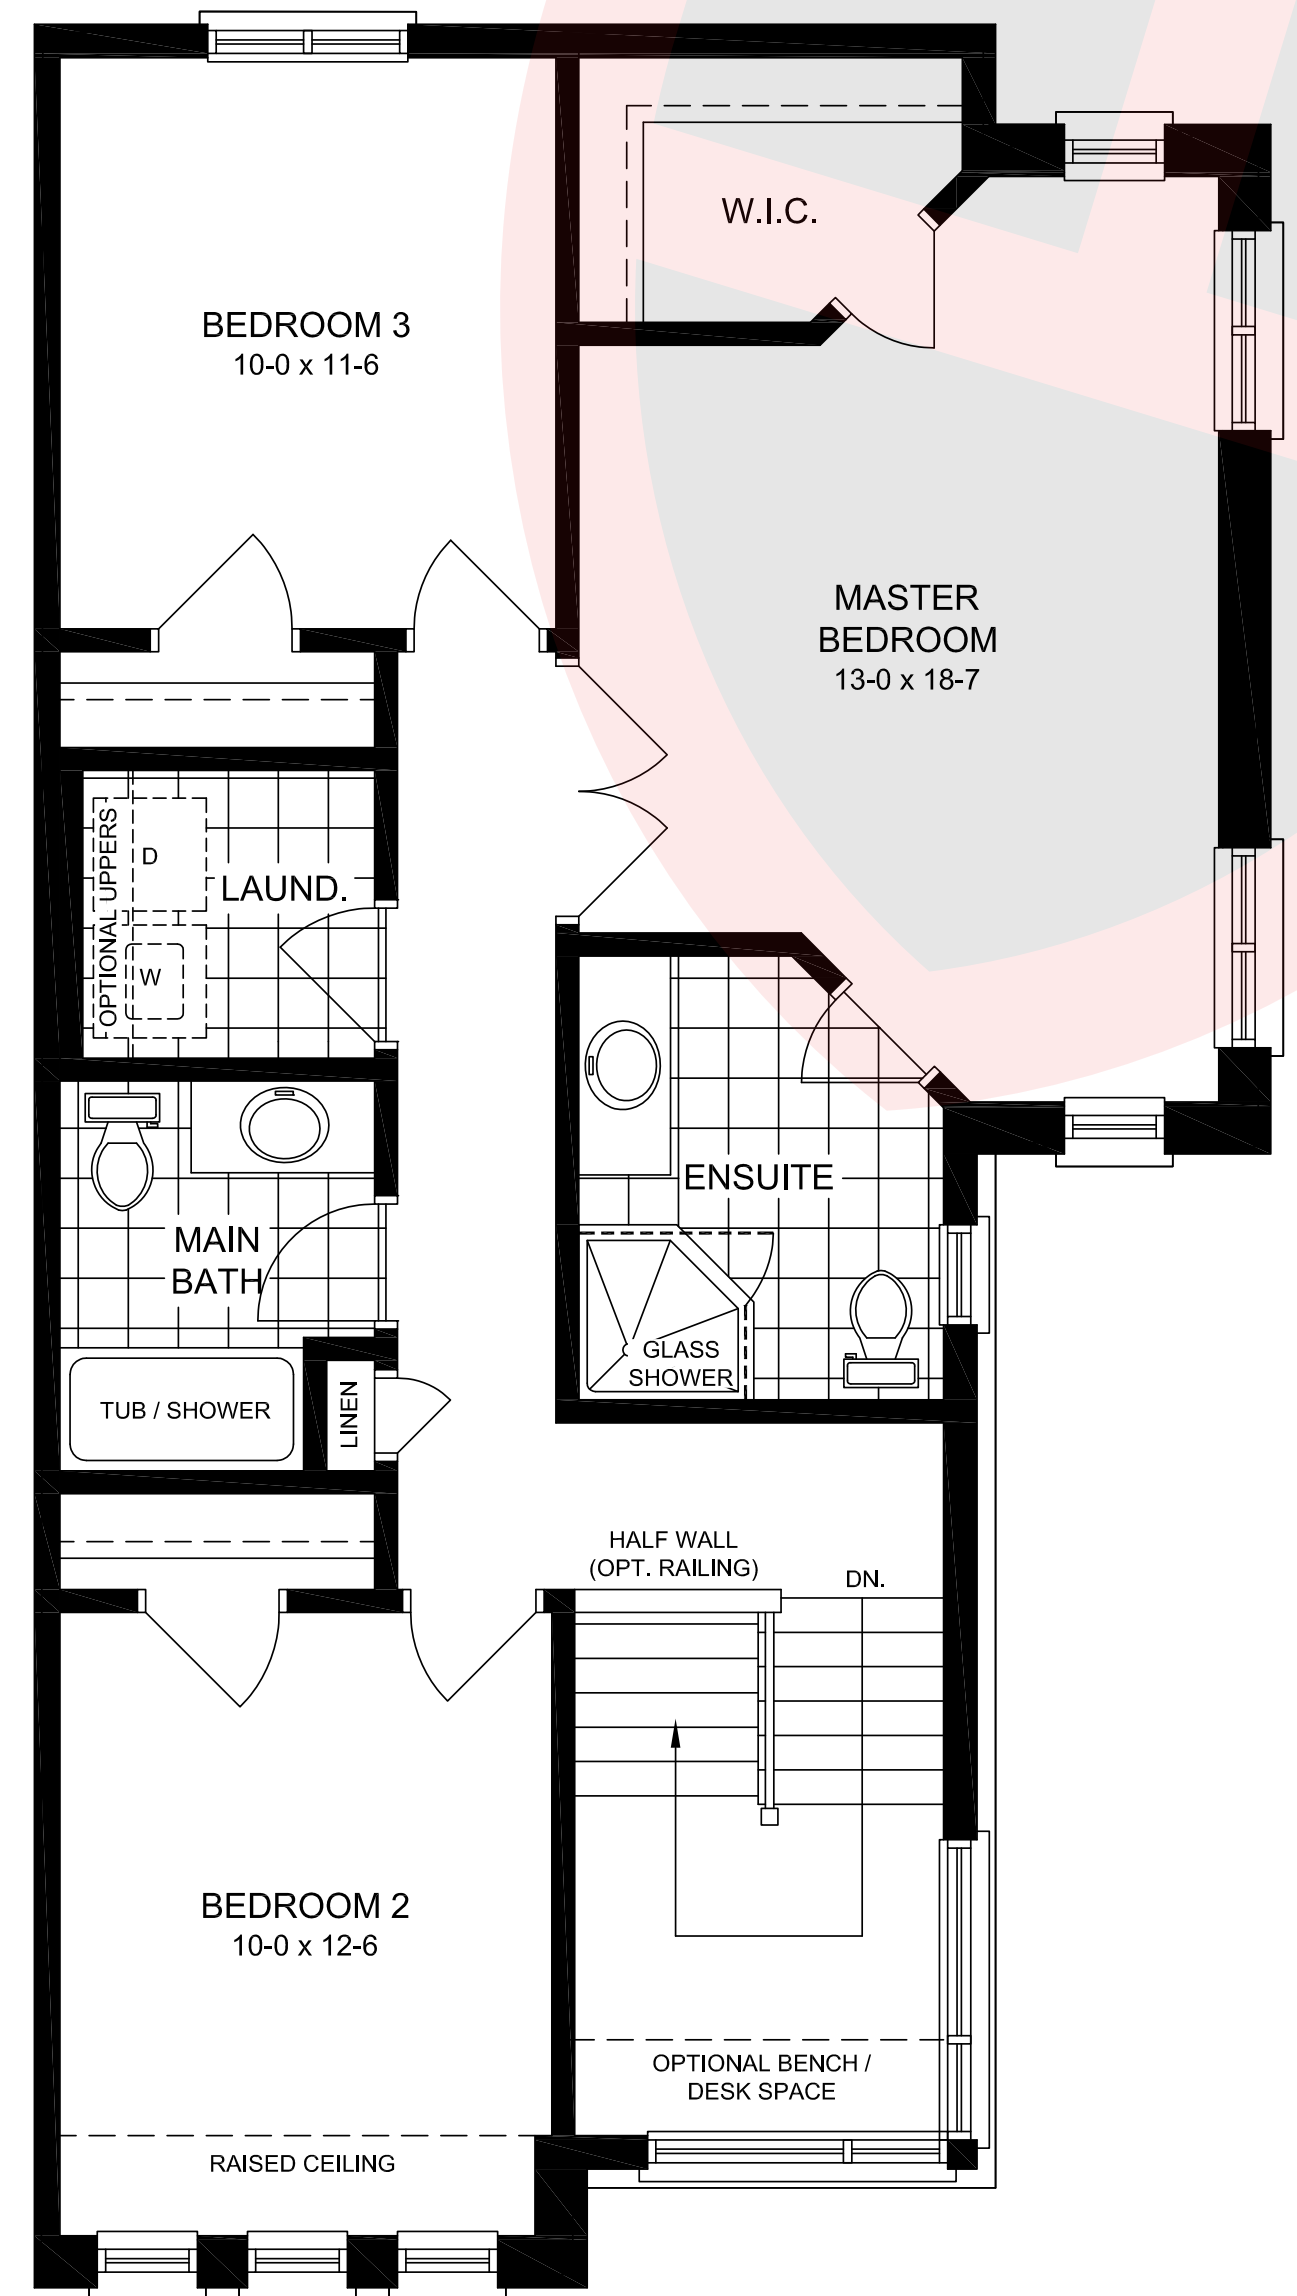 W.I.C.
BEDROOM 3
10-0 x 11-6
MASTER
BEDROOM
13-0 x 18-7
OPTIONAL UPPERS
D
LAUND.
W
ENSUITE
MAIN
BATH
GLASS
SHOWER
TUB / SHOWER
LINEN
HALF WALL
(OPT. RAILING)
DN.
BEDROOM 2
10-0 x 12-6
OPTIONAL BENCH /
DESK SPACE
RAISED CEILING